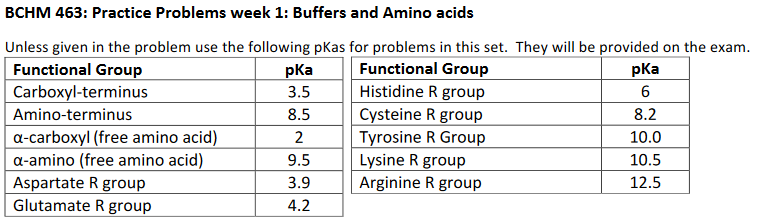 BCHM 463: Practice Problems week 1: Buffers and Amino acids
Unless given in the problem use the following pKas for problems in this set.  They will be provided on the exam.
Functional Group pKa Functional Group pKa
Carboxyl-terminus 3.5 Histidine R group 6
Amino-terminus 8.5 Cysteine R group 8.2
α-carboxyl (free amino acid) 2 Tyrosine R Group 10.0
α-amino (free amino acid) 9.5 Lysine R group 10.5
Aspartate R group 3.9 Arginine R group 12.5
Glutamate R group 4.2